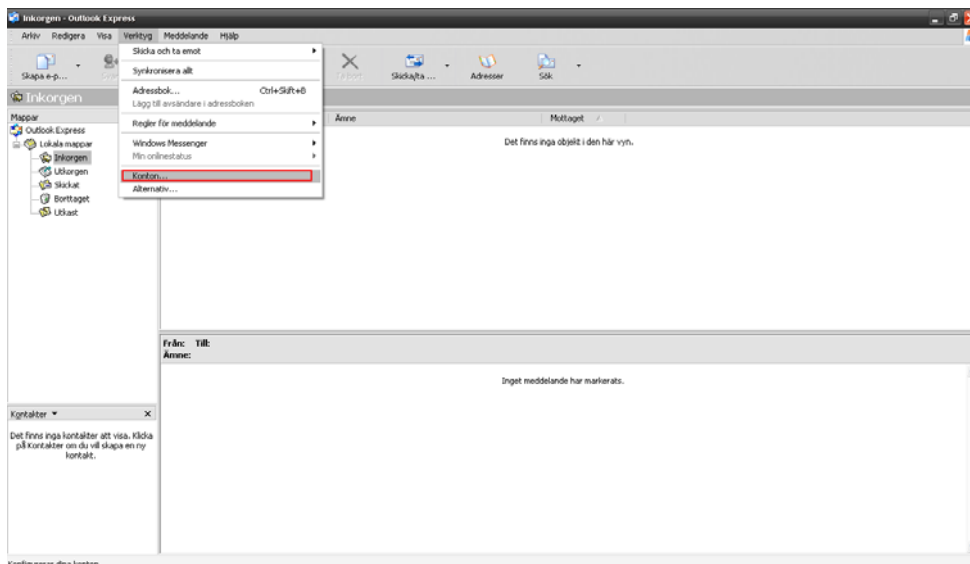 Inkorgen - Outlook Express
Arkiv Redigera Visa Verktyg Meddelande Hjälp
Skapa e-p... Skicka/ta ... Adresser Sök
Skicka och ta emot
Synkronisera allt
Adressbok... Ctrl+Skift+B
Lägg till avsändare i adressboken
Regler för meddelande
Windows Messenger
Min onlinestatus
Konton...
Alternativ...
Inkorgen
Mappar
Outlook Express
Lokala mappar
Inkorgen
Utkorgen
Skickat
Borttaget
Utkast
Ämne Mottaget
Det finns inga objekt i den här vyn.
Från: Till:
Ämne:
Inget meddelande har markerats.
Kontakter
Det finns inga kontakter att visa. Klicka
på Kontakter om du vill skapa en ny
kontakt.